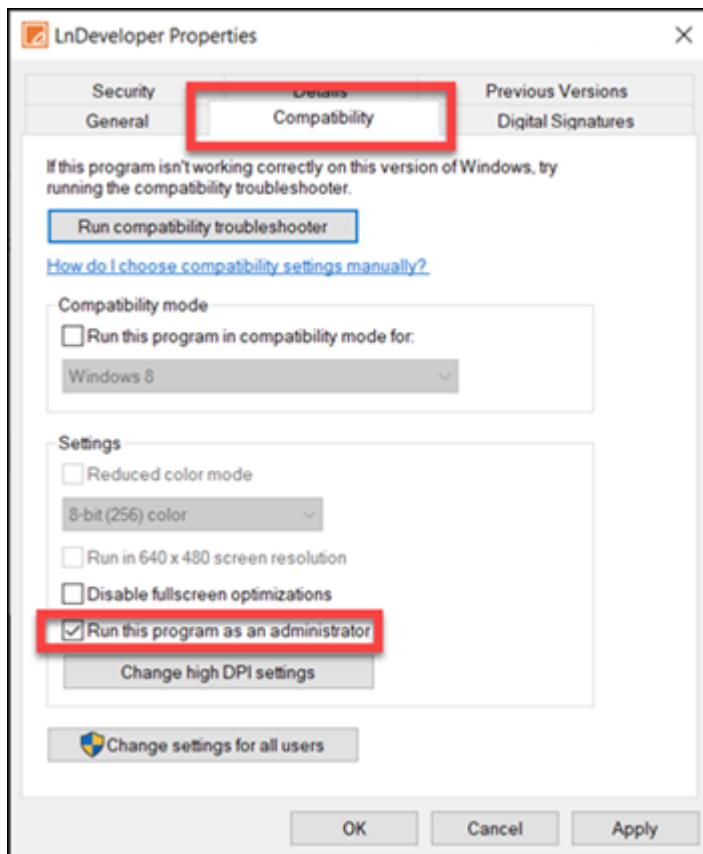 LnDeveloper Properties
Security Details Previous Versions
General Compatibility Digital Signatures
If this program isn't working correctly on this version of Windows, try
running the compatibility troubleshooter.
Run compatibility troubleshooter
How do I choose compatibility settings manually?
Compatibility mode
Run this program in compatibility mode for:
Windows 8
Settings
Reduced color mode
8-bit (256) color
Run in 640 x 480 screen resolution
Disable fullscreen optimizations
Run this program as an administrator
Change high DPI settings
Change settings for all users
OK Cancel Apply